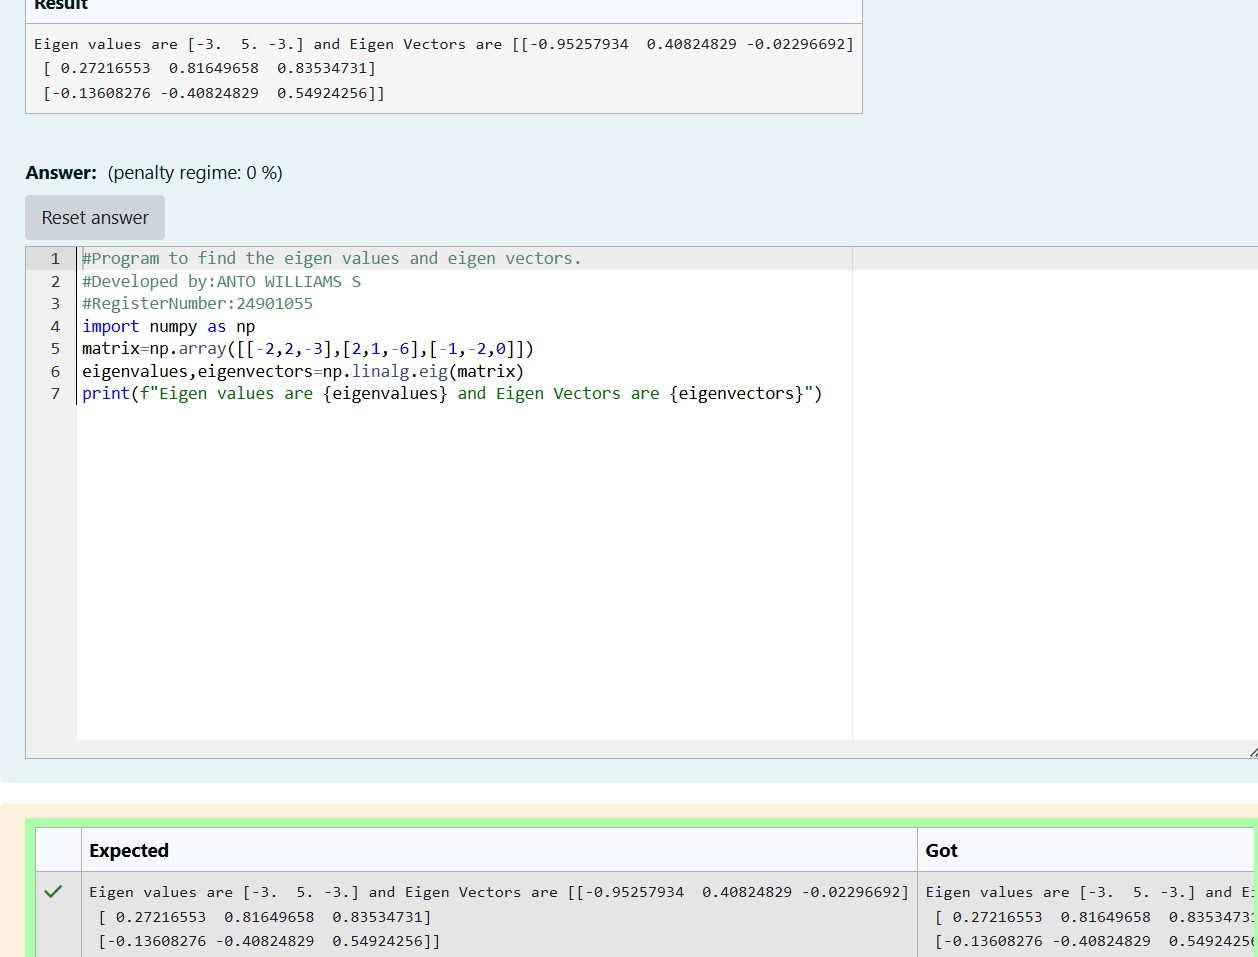 Result
Eigen values are [-3.  5. -3.] and Eigen Vectors are [[-0.95257934  0.40824829 -0.02296692]
 [ 0.27216553  0.81649658  0.83534731]
 [-0.13608276 -0.40824829  0.54924256]]
Answer: (penalty regime: 0 %)
Reset answer
1 #Program to find the eigen values and eigen vectors.
2 #Developed by:ANTO WILLIAMS S
3 #RegisterNumber:24901055
4 import numpy as np
5 matrix=np.array([[-2,2,-3],[2,1,-6],[-1,-2,0]])
6 eigenvalues,eigenvectors=np.linalg.eig(matrix)
7 print(f"Eigen values are {eigenvalues} and Eigen Vectors are {eigenvectors}")
Expected Got
Eigen values are [-3.  5. -3.] and Eigen Vectors are [[-0.95257934  0.40824829 -0.02296692] Eigen values are [-3.  5. -3.] and
 [ 0.27216553  0.81649658  0.83534731] [ 0.27216553  0.81649658  0.8353473
 [-0.13608276 -0.40824829  0.54924256]] [-0.13608276 -0.40824829  0.5492425